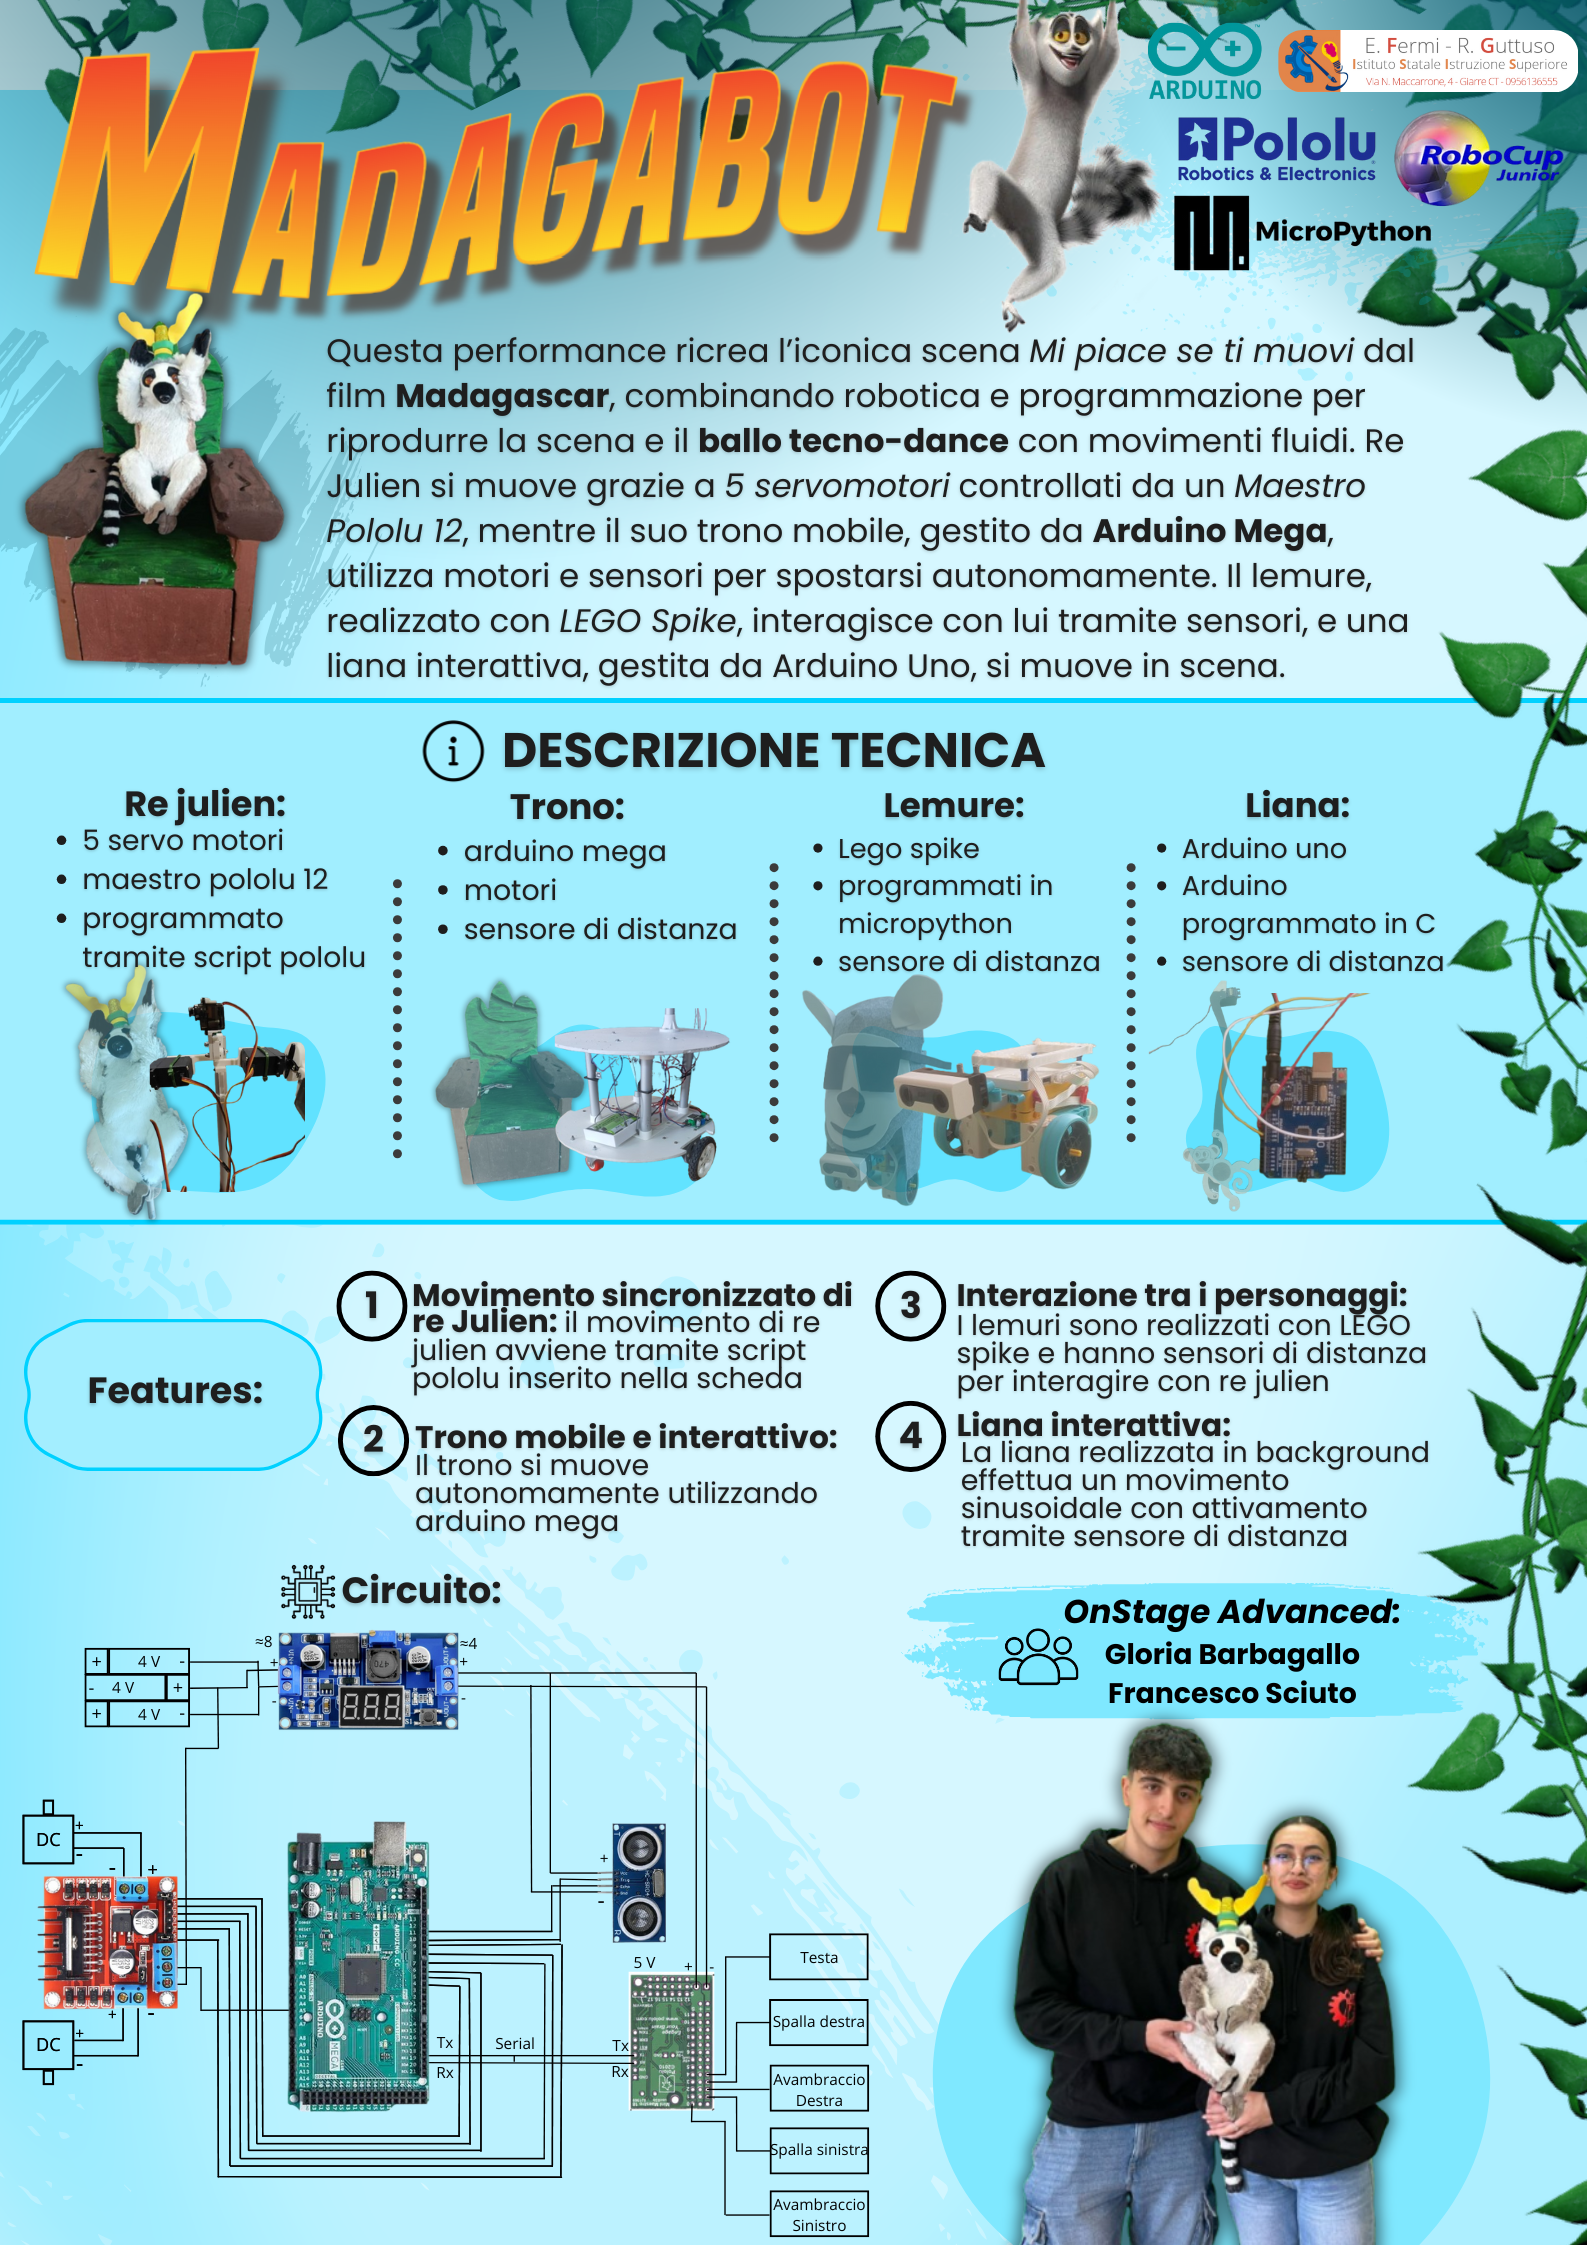 MADAGABOT
ARDUINO
E. Fermi - R. Guttuso
Istituto Statale Istruzione Superiore
Via N. Maccarrone, 4 - Giarre CT - 0956136555
Pololu
Robotics & Electronics
RoboCup
Junior
MicroPython
Questa performance ricrea l'iconica scena Mi piace se ti muovi dal
film Madagascar, combinando robotica e programmazione per
riprodurre la scena e il ballo tecno-dance con movimenti fluidi. Re
Julien si muove grazie a 5 servomotori controllati da un Maestro
Pololu 12, mentre il suo trono mobile, gestito da Arduino Mega,
utilizza motori e sensori per spostarsi autonomamente. Il lemure,
realizzato con LEGO Spike, interagisce con lui tramite sensori, e una
liana interattiva, gestita da Arduino Uno, si muove in scena.
i DESCRIZIONE TECNICA
Re julien:
• 5 servo motori
• maestro pololu 12
• programmato
tramite script pololu
Trono:
• arduino mega
• motori
• sensore di distanza
Lemure:
• Lego spike
• programmati in
micropython
• sensore di distanza
Liana:
• Arduino uno
• Arduino
programmato in C
• sensore di distanza
Features:
1 Movimento sincronizzato di
re Julien: il movimento di re
julien avviene tramite script
pololu inserito nella scheda
2 Trono mobile e interattivo:
Il trono si muove
autonomamente utilizzando
arduino mega
3 Interazione tra i personaggi:
I lemuri sono realizzati con LEGO
spike e hanno sensori di distanza
per interagire con re julien
4 Liana interattiva:
La liana realizzata in background
effettua un movimento
sinusoidale con attivamento
tramite sensore di distanza
Circuito:
+ 4 V -
- 4 V +
+ 4 V -
≈8
+
-
470
≈4
+
-
DC
+
-
- +
+ -
DC
+
-
ARDUINO
MEGA
+
-
HC-SR04
5 V + -
Tx Serial Tx
Rx Rx
Testa
Spalla destra
Avambraccio
Destra
Spalla sinistra
Avambraccio
Sinistro
OnStage Advanced:
Gloria Barbagallo
Francesco Sciuto